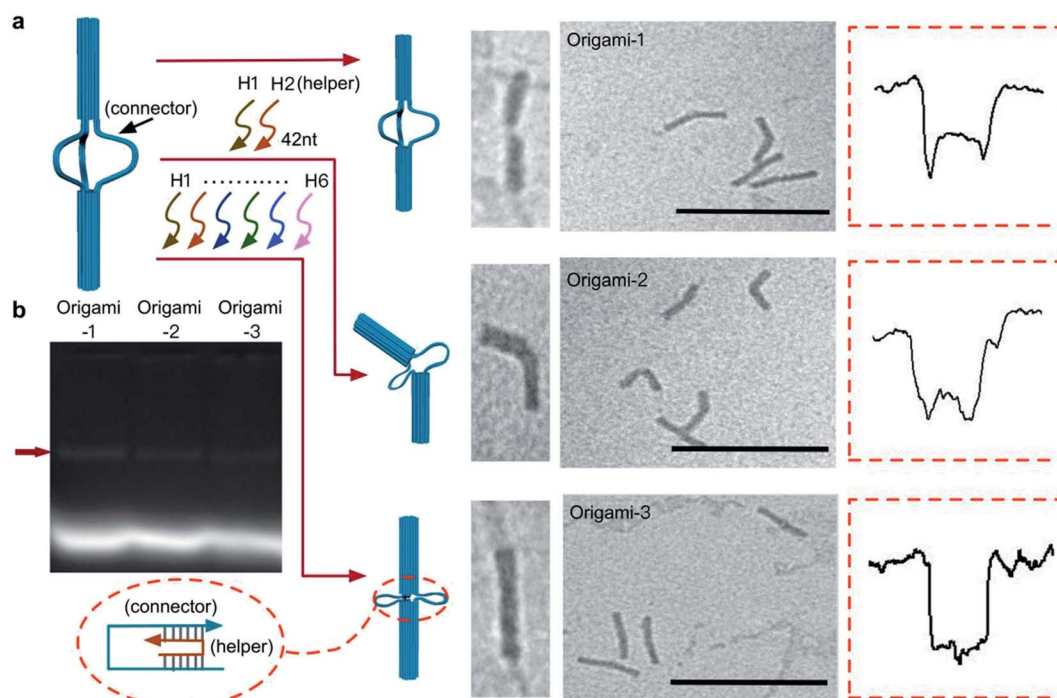 a
(connector)
H1 H2 (helper)
42nt
H1 ........... H6
b
Origami
-1
Origami
-2
Origami
-3
(connector)
(helper)
Origami-1
Origami-2
Origami-3